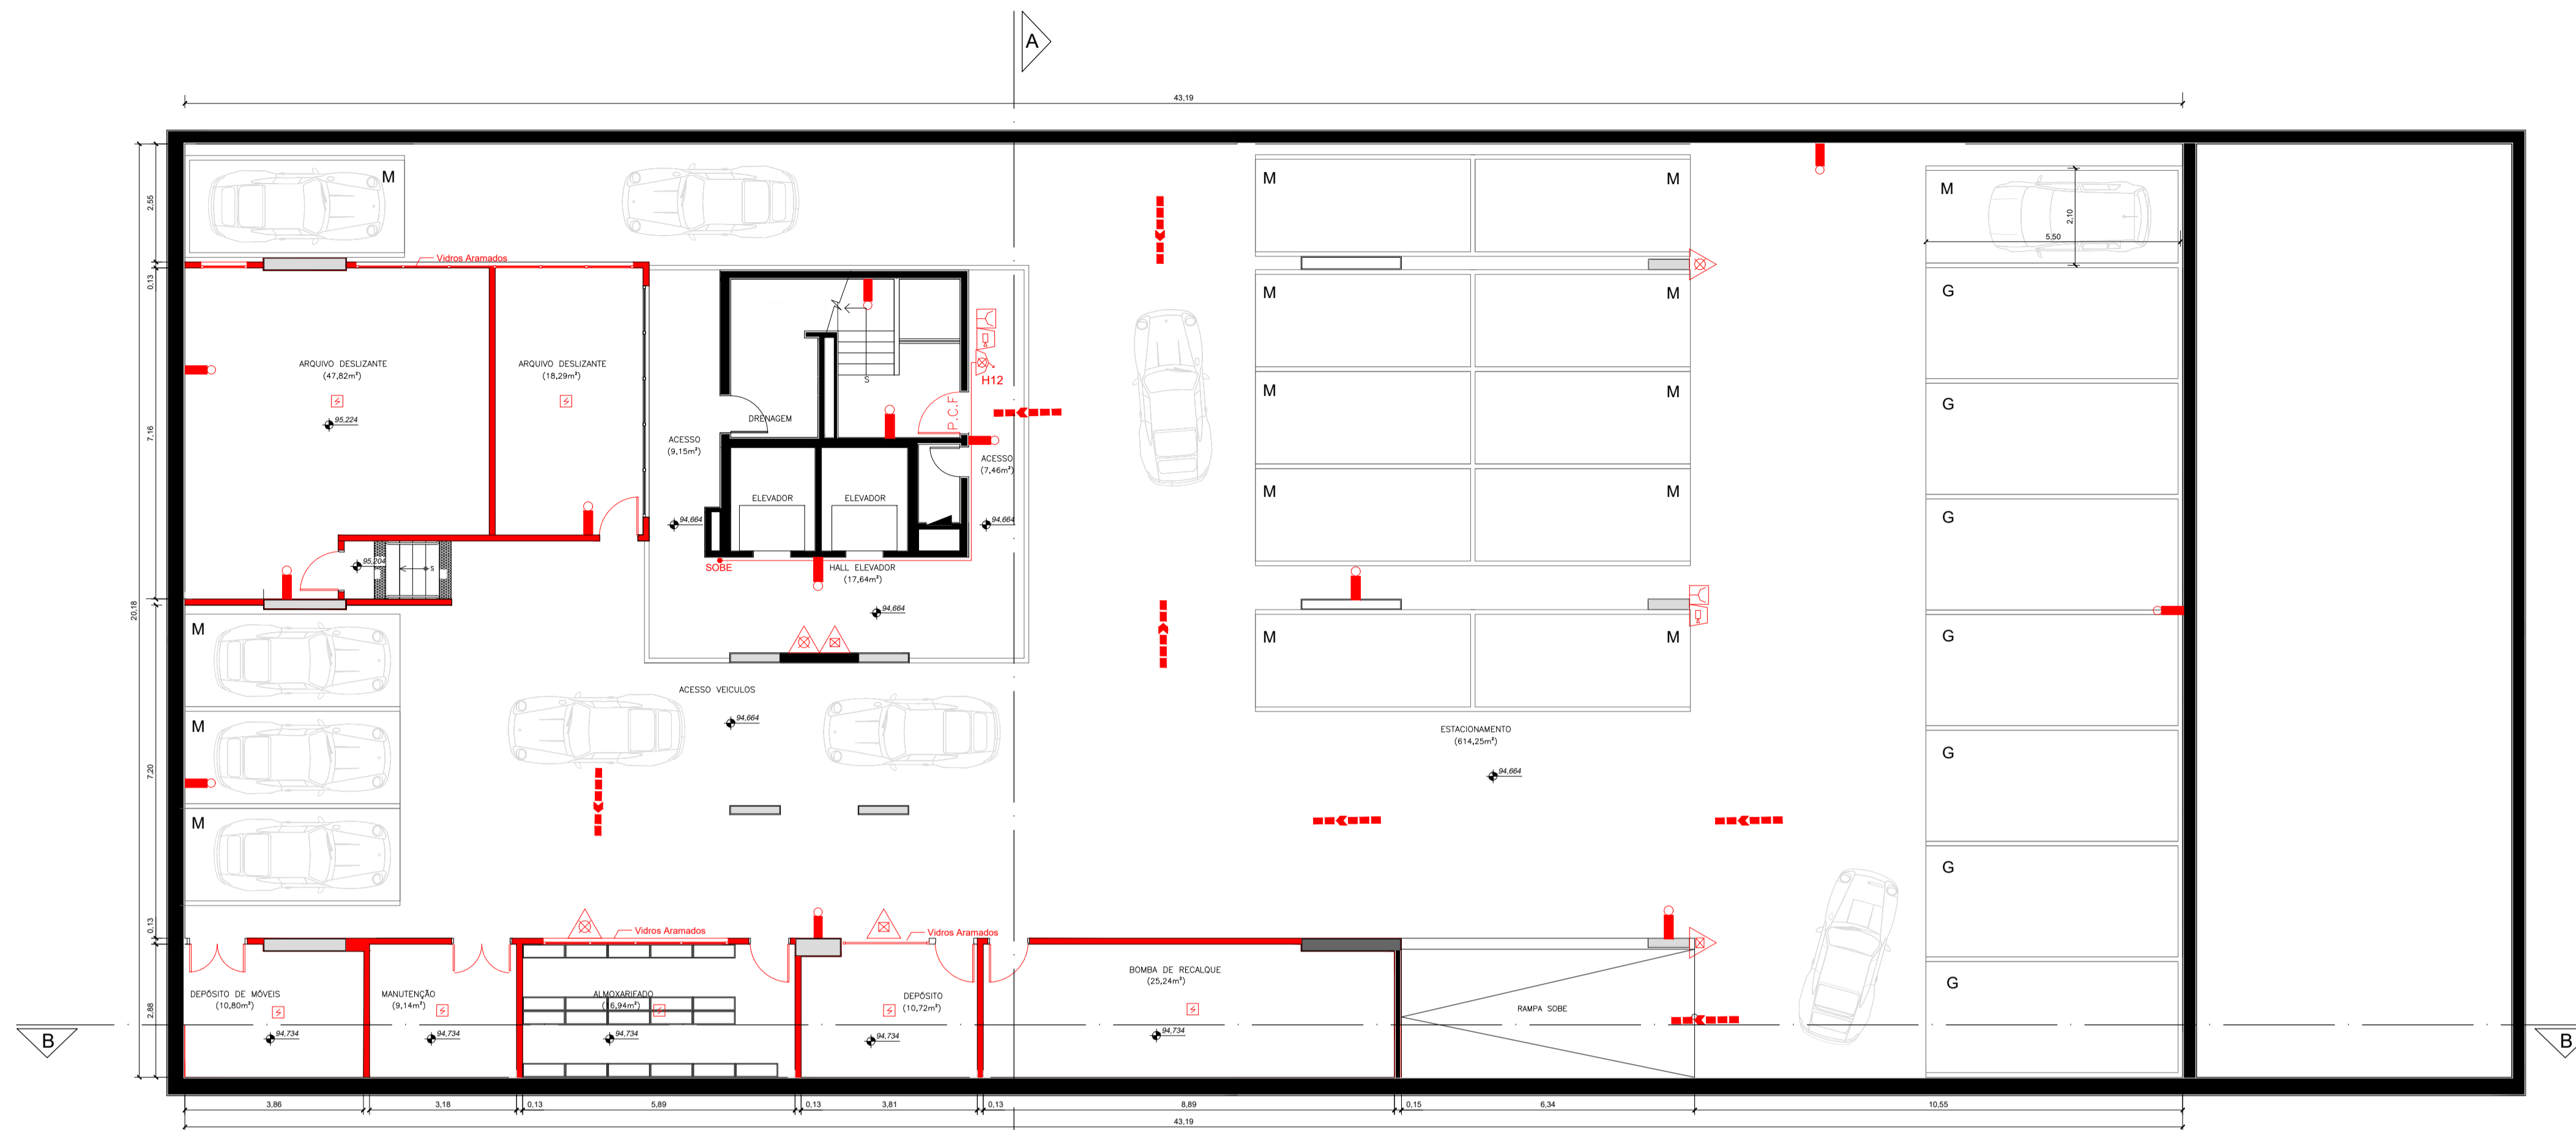 A
43,19
M
M
M
M
2,10
5,50
2,55
0,13
7,16
20,18
7,20
0,13
2,88
Vidros Aramados
ARQUIVO DESLIZANTE
(47,82m²)
95,224
ARQUIVO DESLIZANTE
(18,29m²)
S
DRENAGEM
P.C.F
H12
ACESSO
(9,15m²)
94,664
ACESSO
(7,46m²)
94,664
ELEVADOR
ELEVADOR
95,204
S
SOBE
HALL ELEVADOR
(17,64m²)
94,664
M
M
M
M
M
M
M
M
G
G
G
G
G
G
G
M
M
M
ACESSO VEICULOS
94,664
ESTACIONAMENTO
(614,25m²)
94,664
Vidros Aramados
Vidros Aramados
DEPÓSITO DE MÓVEIS
(10,80m²)
94,734
MANUTENÇÃO
(9,14m²)
94,734
ALMOXARIFADO
(16,94m²)
94,734
DEPÓSITO
(10,72m²)
94,734
BOMBA DE RECALQUE
(25,24m²)
94,734
RAMPA SOBE
B
B
3,86
3,18
0,13
5,89
0,13
3,81
0,13
8,89
0,15
6,34
10,55
43,19